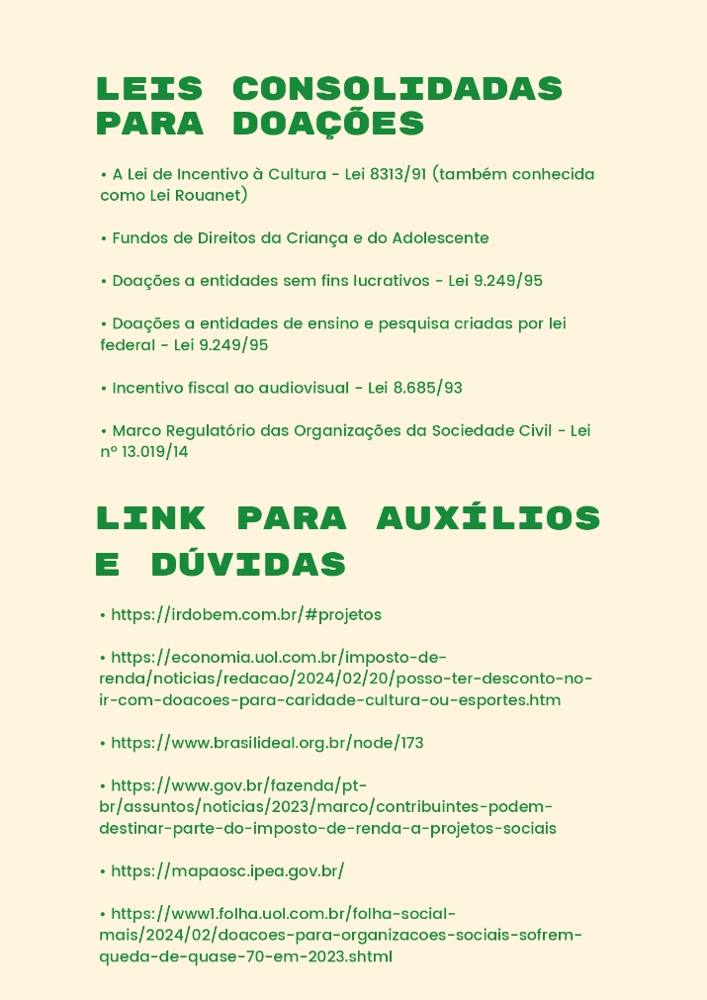 LEIS CONSOLIDADAS
PARA DOAÇÕES
• A Lei de Incentivo à Cultura - Lei 8313/91 (também conhecida
como Lei Rouanet)
• Fundos de Direitos da Criança e do Adolescente
• Doações a entidades sem fins lucrativos - Lei 9.249/95
• Doações a entidades de ensino e pesquisa criadas por lei
federal - Lei 9.249/95
• Incentivo fiscal ao audiovisual - Lei 8.685/93
• Marco Regulatório das Organizações da Sociedade Civil - Lei
nº 13.019/14
LINK PARA AUXÍLIOS
E DÚVIDAS
• https://irdobem.com.br/#projetos
• https://economia.uol.com.br/imposto-de-
renda/noticias/redacao/2024/02/20/posso-ter-desconto-no-
ir-com-doacoes-para-caridade-cultura-ou-esportes.htm
• https://www.brasilideal.org.br/node/173
• https://www.gov.br/fazenda/pt-
br/assuntos/noticias/2023/marco/contribuintes-podem-
destinar-parte-do-imposto-de-renda-a-projetos-sociais
• https://mapaosc.ipea.gov.br/
• https://www1.folha.uol.com.br/folha-social-
mais/2024/02/doacoes-para-organizacoes-sociais-sofrem-
queda-de-quase-70-em-2023.shtml